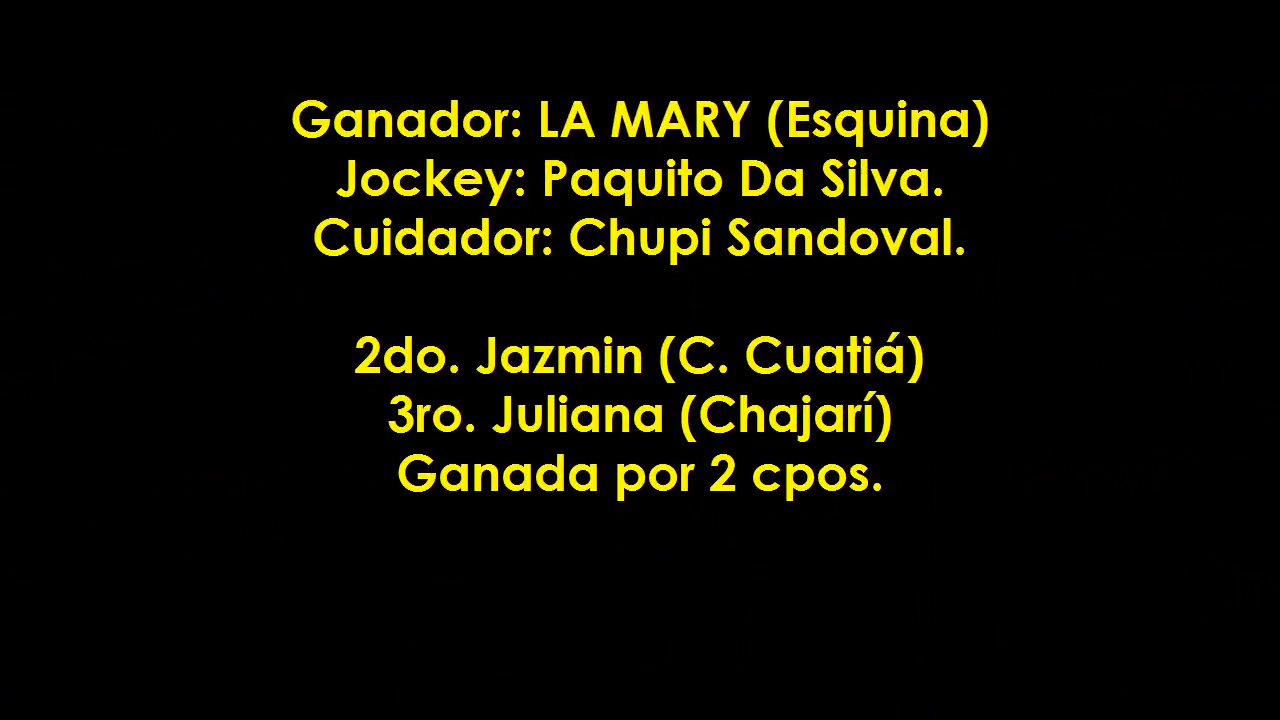 Ganador: LA MARY (Esquina)
Jockey: Paquito Da Silva.
Cuidador: Chupi Sandoval.
2do. Jazmin (C. Cuatiá)
3ro. Juliana (Chajarí)
Ganada por 2 cpos.